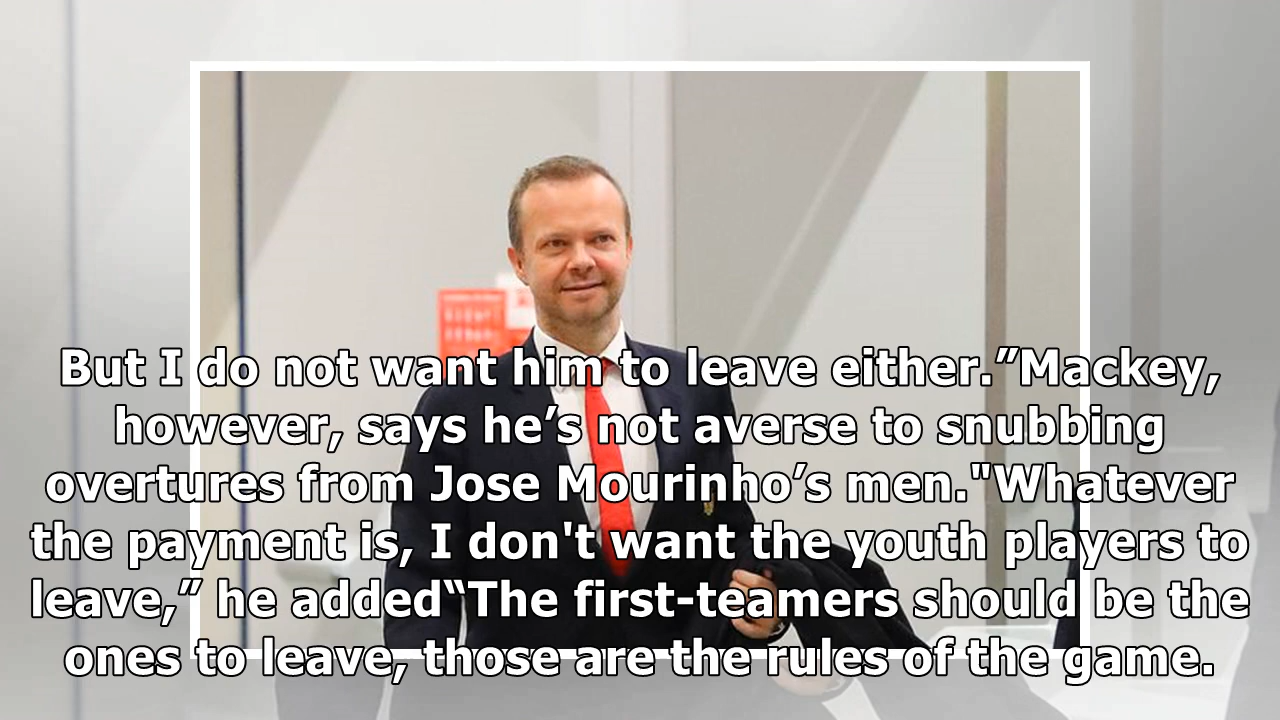 But I do not want him to leave either.”Mackey,
however, says he’s not averse to snubbing
overtures from Jose Mourinho’s men."Whatever
the payment is, I don't want the youth players to
leave,” he added“The first-teamers should be the
ones to leave, those are the rules of the game.